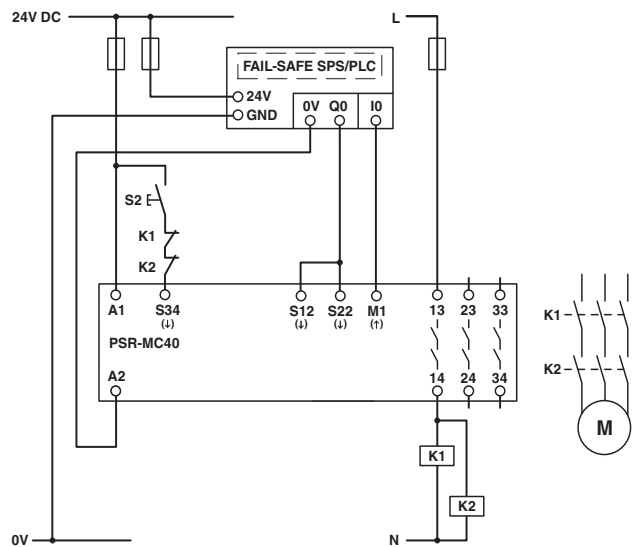 24V DC
L
FAIL-SAFE SPS/PLC
24V
GND
0V Q0 I0
S2
K1
K2
A1 S34 (↓) S12 (↓) S22 (↓) M1 (↑) 13 23 33
PSR-MC40
A2 14 24 34
K1
K2
M
K1
K2
0V
N